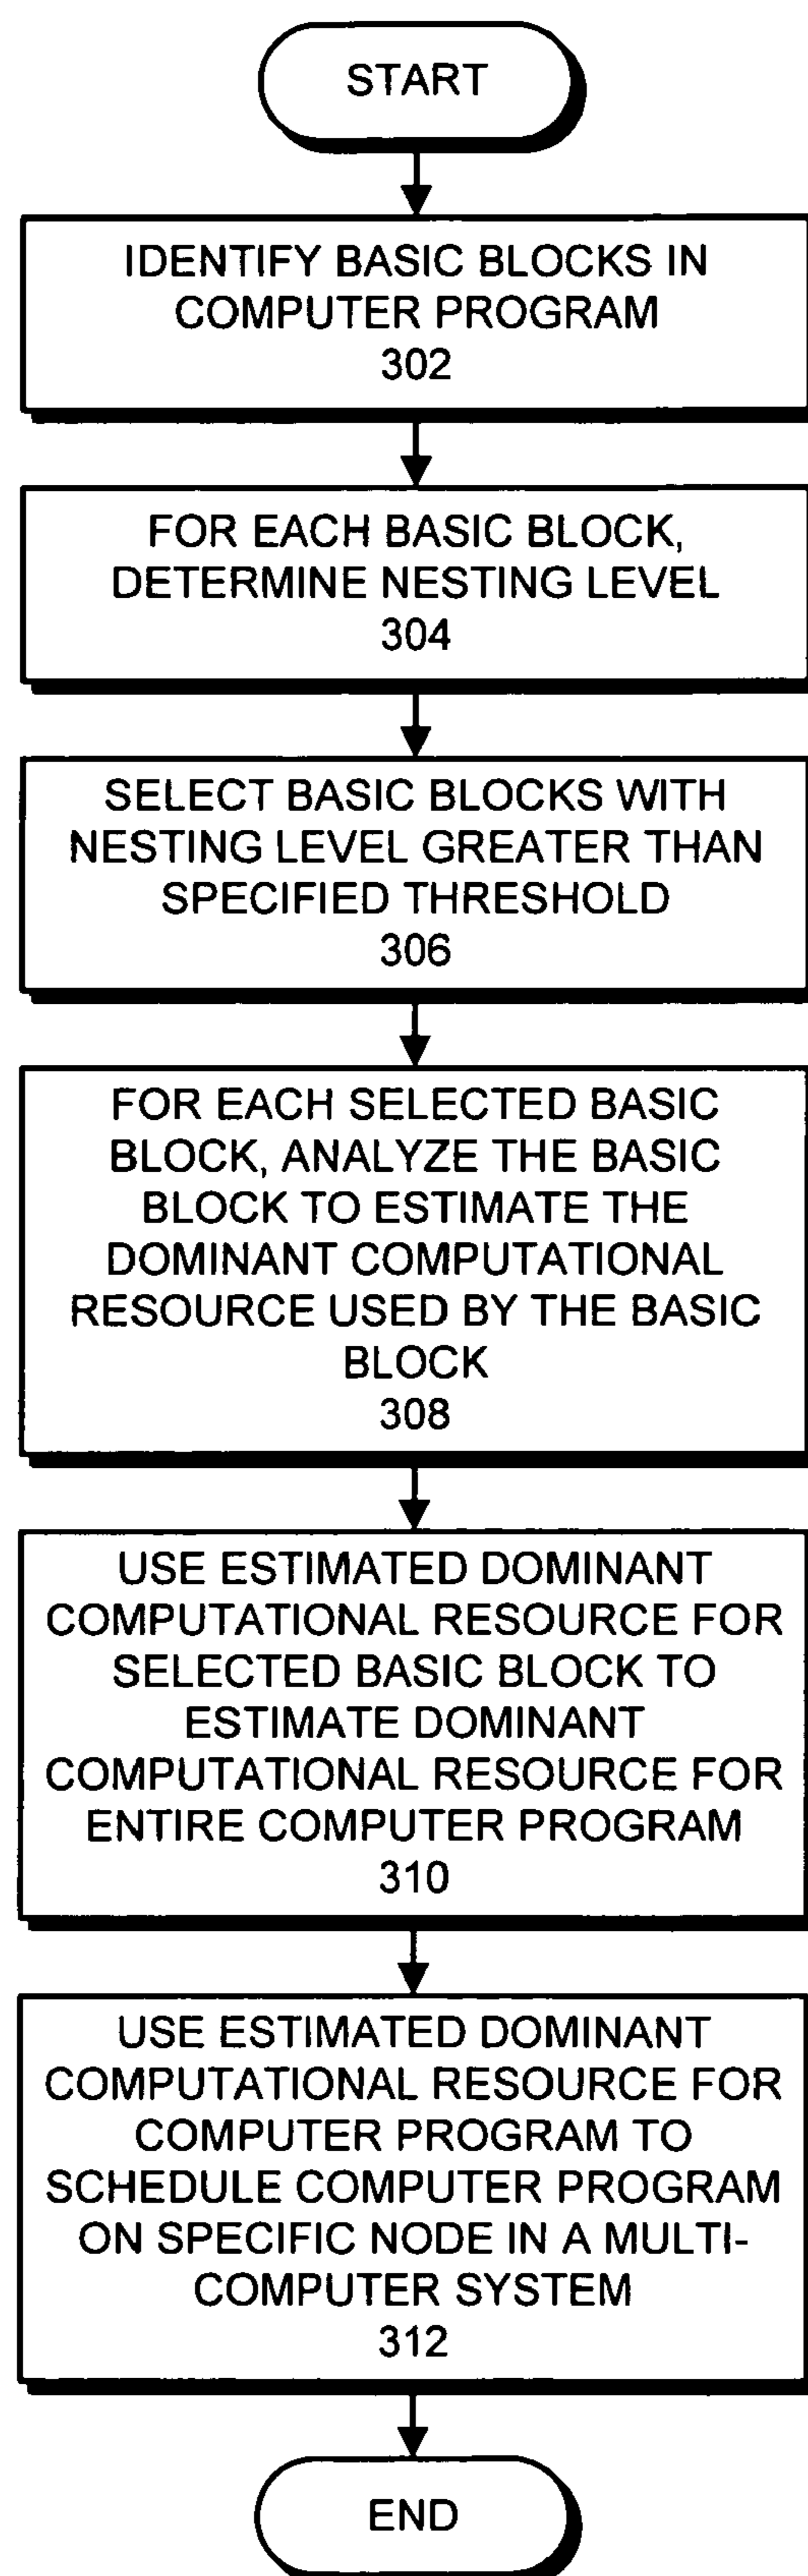 START
IDENTIFY BASIC BLOCKS IN
COMPUTER PROGRAM
302
FOR EACH BASIC BLOCK,
DETERMINE NESTING LEVEL
304
SELECT BASIC BLOCKS WITH
NESTING LEVEL GREATER THAN
SPECIFIED THRESHOLD
306
FOR EACH SELECTED BASIC
BLOCK, ANALYZE THE BASIC
BLOCK TO ESTIMATE THE
DOMINANT COMPUTATIONAL
RESOURCE USED BY THE BASIC
BLOCK
308
USE ESTIMATED DOMINANT
COMPUTATIONAL RESOURCE FOR
SELECTED BASIC BLOCK TO
ESTIMATE DOMINANT
COMPUTATIONAL RESOURCE FOR
ENTIRE COMPUTER PROGRAM
310
USE ESTIMATED DOMINANT
COMPUTATIONAL RESOURCE FOR
COMPUTER PROGRAM TO
SCHEDULE COMPUTER PROGRAM
ON SPECIFIC NODE IN A MULTI-
COMPUTER SYSTEM
312
END